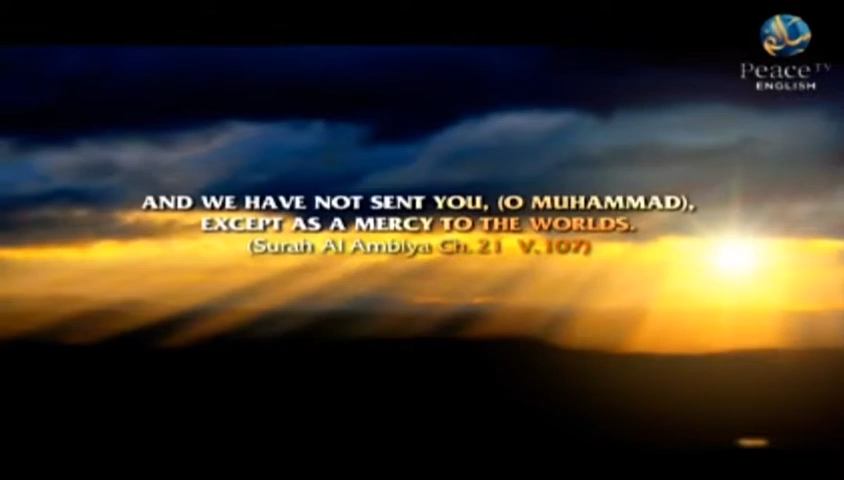 Peace TV
ENGLISH
AND WE HAVE NOT SENT YOU, (O MUHAMMAD),
EXCEPT AS A MERCY TO THE WORLDS.
(Surah Al Ambiya Ch. 21 V. 107)